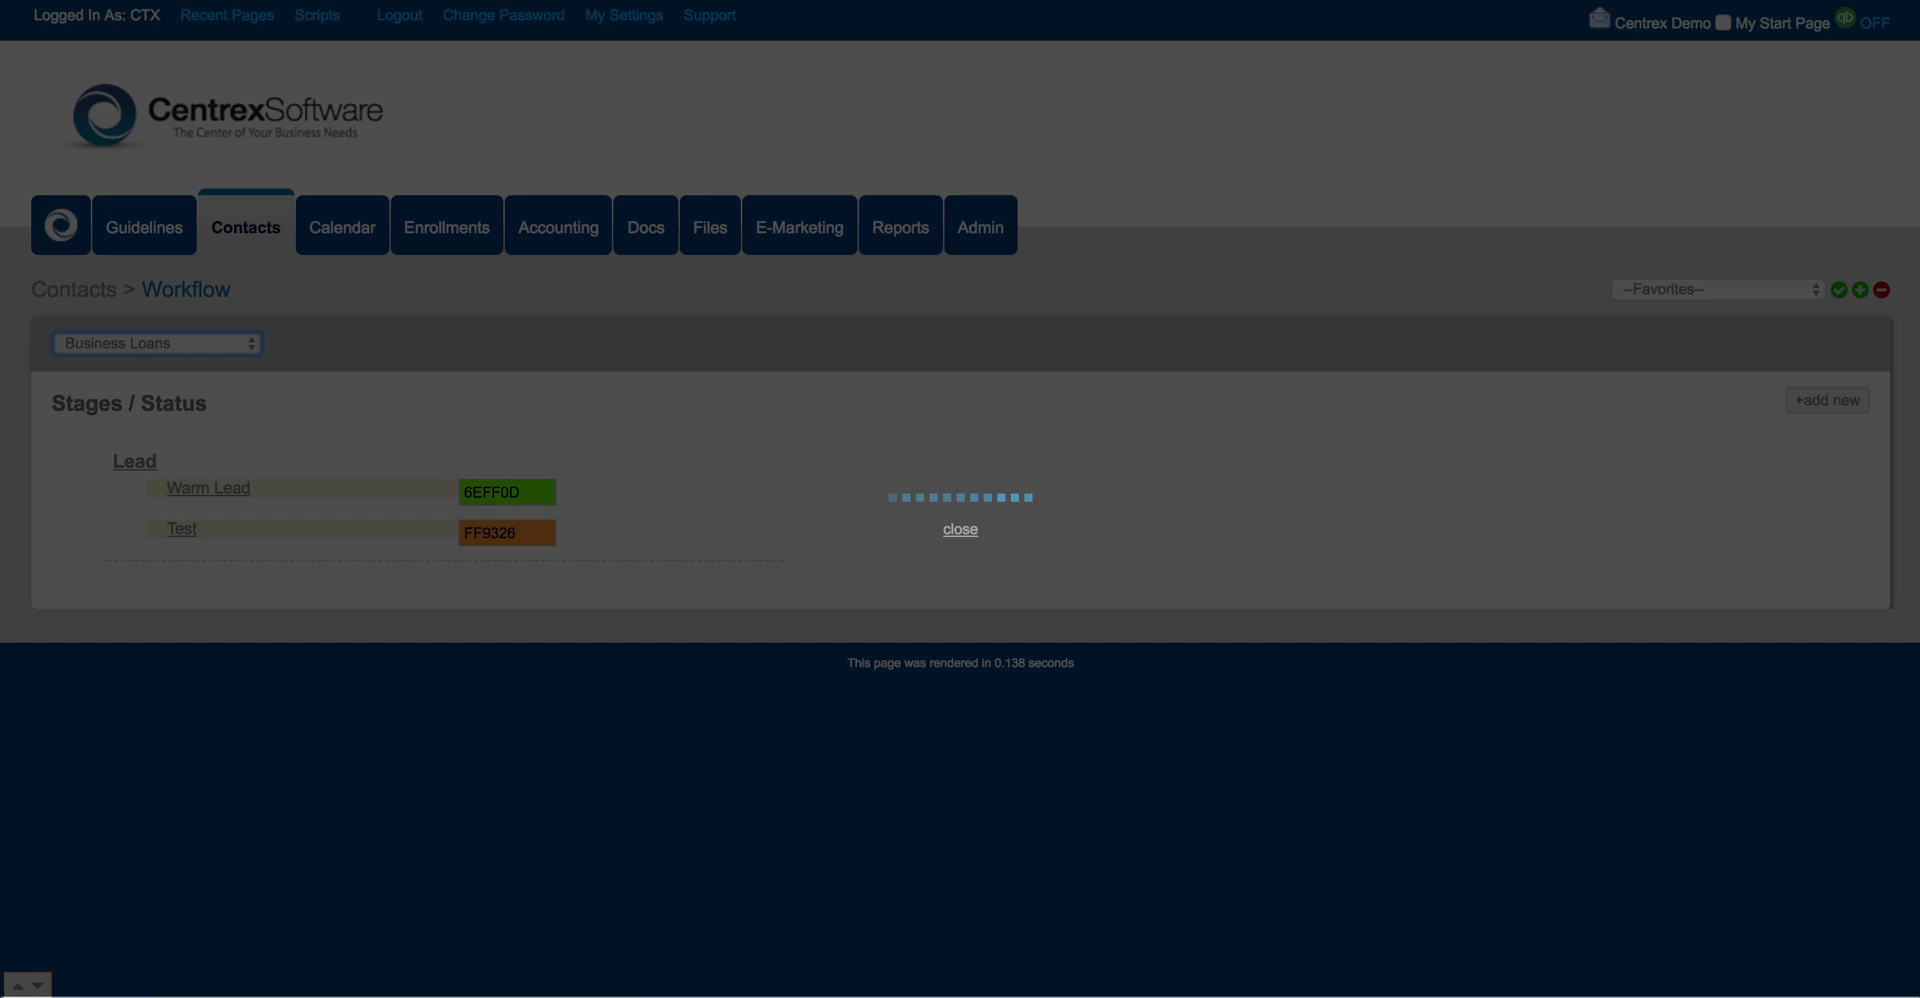 Logged In As: CTX Recent Pages Scripts Logout Change Password My Settings Support
Centrex Demo My Start Page qb OFF
CentrexSoftware
The Center of Your Business Needs
Guidelines Contacts Calendar Enrollments Accounting Docs Files E-Marketing Reports Admin
Contacts > Workflow
--Favorites--
Business Loans
Stages / Status
+add new
Lead
Warm Lead 6EFF0D
Test FF9326
close
This page was rendered in 0.138 seconds